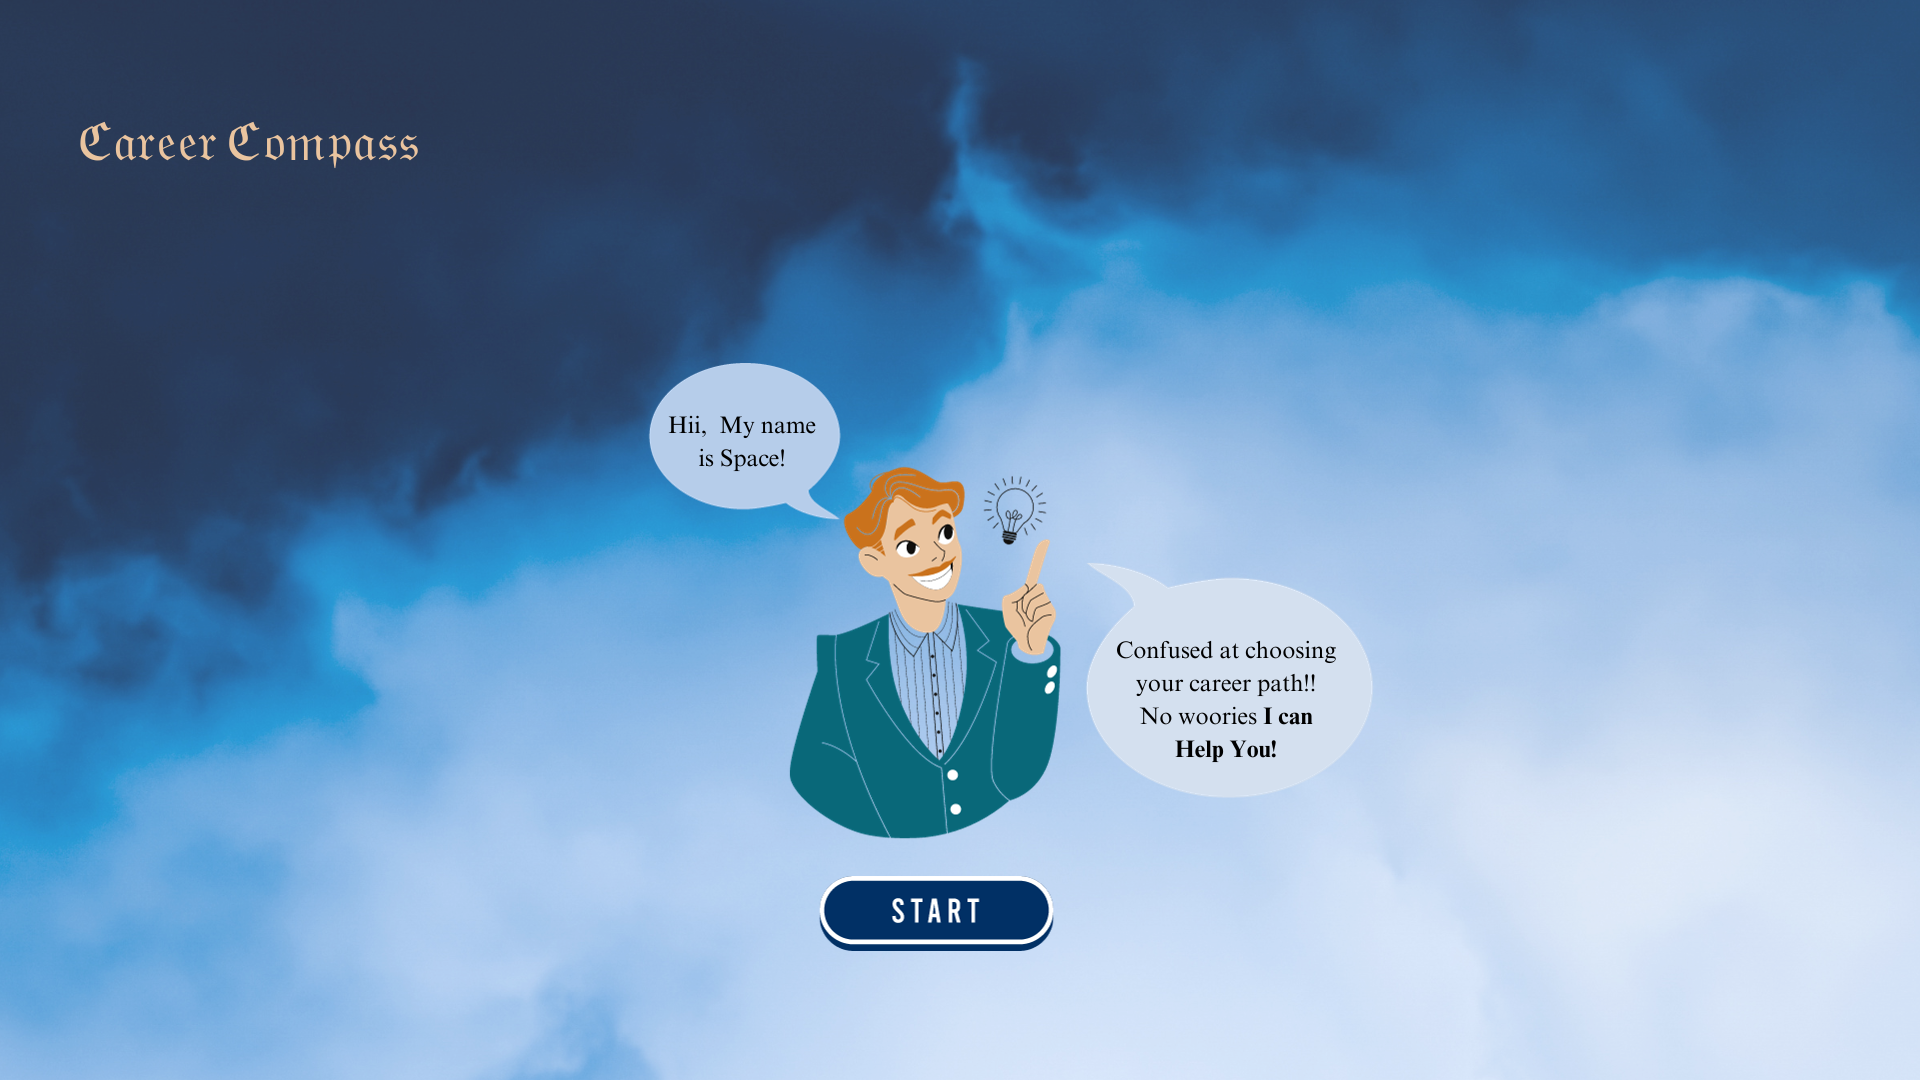 Career Compass
Hii, My name
is Space!
Confused at choosing
your career path!!
No woories I can
Help You!
START